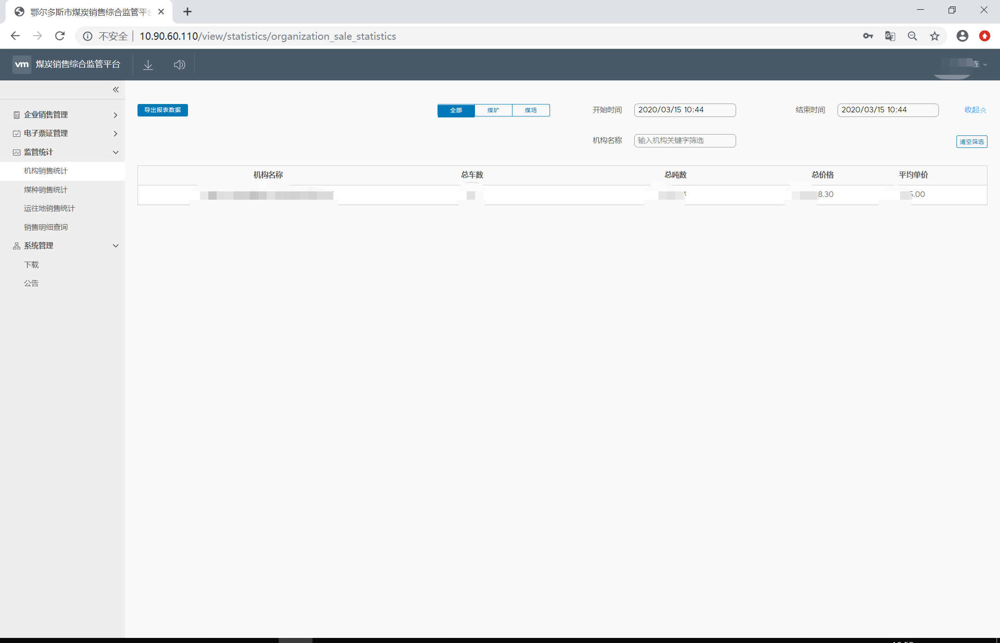 鄂尔多斯市煤炭销售综合监管平台
不安全 10.90.60.110/view/statistics/organization_sale_statistics
vm 煤炭销售综合监管平台 连
企业销售管理
电子票证管理
监管统计
机构销售统计
煤种销售统计
运往地销售统计
销售明细查询
系统管理
下载
公告
导出报表数据 全部 煤矿 煤场 开始时间 2020/03/15 10:44 结束时间 2020/03/15 10:44 收起
机构名称 输入机构关键字筛选 清空筛选
机构名称 总车数 总吨数 总价格 平均单价
8.30 5.00